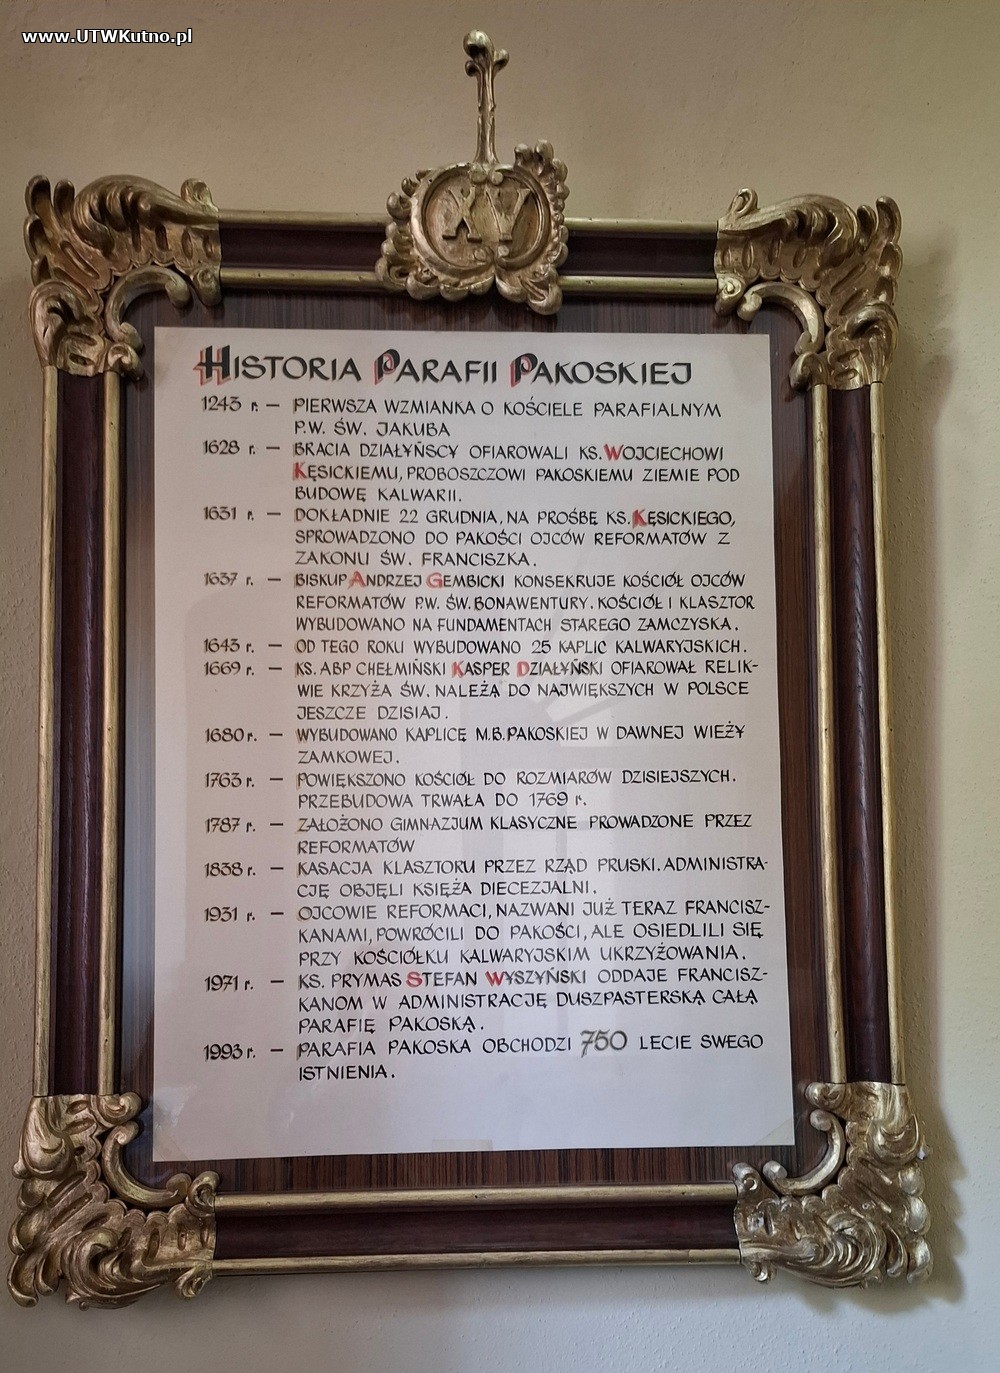 www.UTWKutno.pl
XV
HISTORIA PARAFII PAKOSKIEJ
1243 r. — PIERWSZA WZMIANKA O KOŚCIELE PARAFIALNYM
P.W. ŚW. JAKUBA
1628 r. — BRACIA DZIAŁYŃSCY OFIAROWALI KS. WOJCIECHOWI
KĘSICKIEMU, PROBOSZCZOWI PAKOSKIEMU ZIEMIE POD
BUDOWĘ KALWARII.
1631 r. — DOKŁADNIE 22 GRUDNIA, NA PROŚBĘ KS. KĘSICKIEGO,
SPROWADZONO DO PAKOŚCI OJCÓW REFORMATÓW Z
ZAKONU ŚW. FRANCISZKA.
1637 r. — BISKUP ANDRZEJ GEMBICKI KONSEKRUJE KOŚCIÓŁ OJCÓW
REFORMATÓW P.W. ŚW. BONAWENTURY. KOŚCIÓŁ I KLASZTOR
WYBUDOWANO NA FUNDAMENTACH STAREGO ZAMCZYSKA.
1643 r. — OD TEGO ROKU WYBUDOWANO 25 KAPLIC KALWARYJSKICH.
1669 r. — KS. ABP CHEŁMIŃSKI KASPER DZIAŁYŃSKI OFIAROWAŁ RELIK-
WIE KRZYŻA ŚW. NALEŻĄ DO NAJWIĘKSZYCH W POLSCE
JESZCZE DZISIAJ.
1680 r. — WYBUDOWANO KAPLICĘ M.B. PAKOSKIEJ W DAWNEJ WIEŻY
ZAMKOWEJ.
1763 r. — POWIĘKSZONO KOŚCIÓŁ DO ROZMIARÓW DZISIEJSZYCH.
PRZEBUDOWA TRWAŁA DO 1769 r.
1787 r. — ZAŁOŻONO GIMNAZJUM KLASYCZNE PROWADZONE PRZEZ
REFORMATÓW
1838 r. — KASACJA KLASZTORU PRZEZ RZĄD PRUSKI. ADMINISTRA-
CJĘ OBJĘLI KSIĘŻA DIECEZJALNI.
1931 r. — OJCOWIE REFORMACI, NAZWANI JUŻ TERAZ FRANCISZ-
KANAMI, POWRÓCILI DO PAKOŚCI, ALE OSIEDLILI SIĘ
PRZY KOŚCIÓŁKU KALWARYJSKIM UKRZYŻOWANIA.
1971 r. — KS. PRYMAS STEFAN WYSZYŃSKI ODDAJE FRANCISZ-
KANOM W ADMINISTRACJĘ DUSZPASTERSKĄ CAŁĄ
PARAFIĘ PAKOSKĄ.
1993 r. — PARAFIA PAKOSKA OBCHODZI 750 LECIE SWEGO
ISTNIENIA.